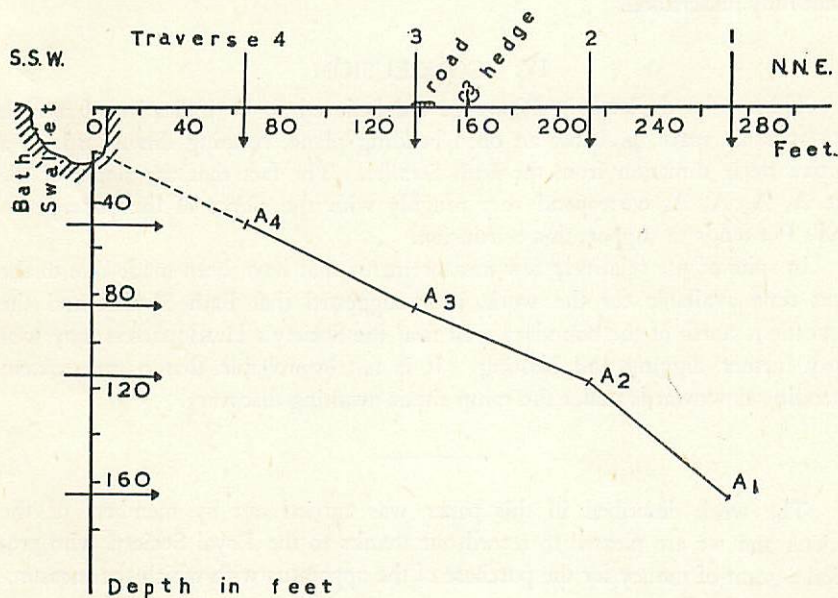 Traverse 4 3 2 1
road
hedge
S.S.W. N.N.E.
0 40 80 120 160 200 240 280
Feet.
Bath
Swallet
40
80
120
160
A4
A3
A2
A1
Depth in feet